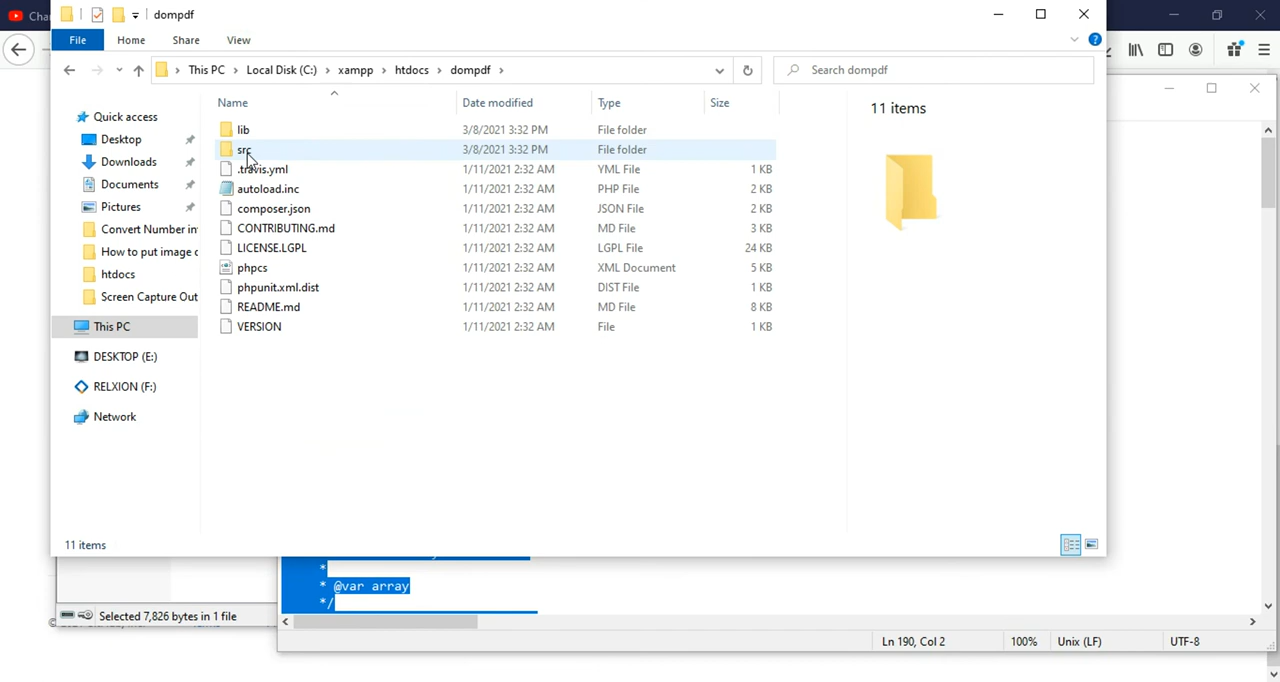 Cha
dompdf
File
Home
Share
View
This PC
Local Disk (C:)
xampp
htdocs
dompdf
Search dompdf
Name
Date modified
Type
Size
Quick access
Desktop
Downloads
Documents
Pictures
Convert Number in
How to put image o
htdocs
Screen Capture Out
This PC
DESKTOP (E:)
RELXION (F:)
Network
lib 3/8/2021 3:32 PM File folder
src 3/8/2021 3:32 PM File folder
.travis.yml 1/11/2021 2:32 AM YML File 1 KB
autoload.inc 1/11/2021 2:32 AM PHP File 2 KB
composer.json 1/11/2021 2:32 AM JSON File 2 KB
CONTRIBUTING.md 1/11/2021 2:32 AM MD File 3 KB
LICENSE.LGPL 1/11/2021 2:32 AM LGPL File 24 KB
phpcs 1/11/2021 2:32 AM XML Document 5 KB
phpunit.xml.dist 1/11/2021 2:32 AM DIST File 1 KB
README.md 1/11/2021 2:32 AM MD File 8 KB
VERSION 1/11/2021 2:32 AM File 1 KB
11 items
11 items
*
* @var array
*/
Selected 7,826 bytes in 1 file
Ln 190, Col 2
100%
Unix (LF)
UTF-8